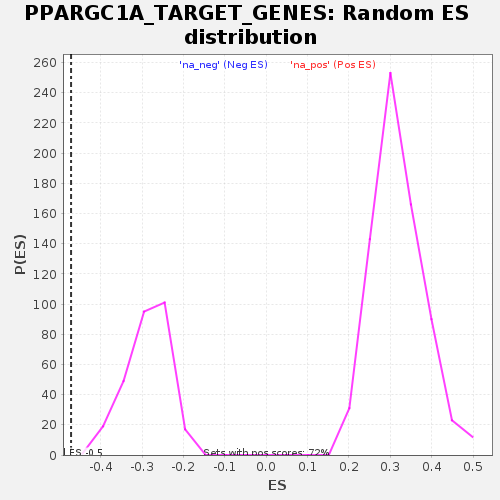 PPARGC1A_TARGET_GENES: Random ES
distribution
'na_neg' (Neg ES) 'na_pos' (Pos ES)
260
240
220
200
180
160
140
120
100
80
60
40
20
0
P(ES)
ES -0.5
Sets with pos scores: 72%
-0.4 -0.3 -0.2 -0.1 0.0 0.1 0.2 0.3 0.4 0.5
ES